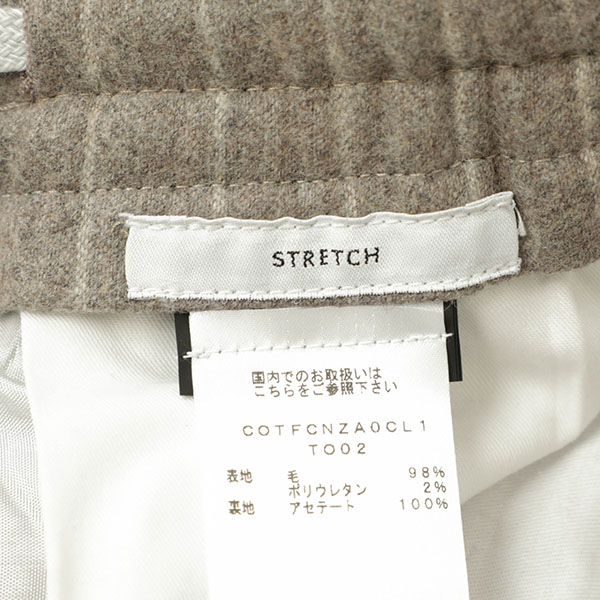 STRETCH
国内でのお取扱いは
こちらをご参照下さい
COTFCNZA0CL1
TO02
表地 毛 98%
ポリウレタン 2%
裏地 アセテート 100%